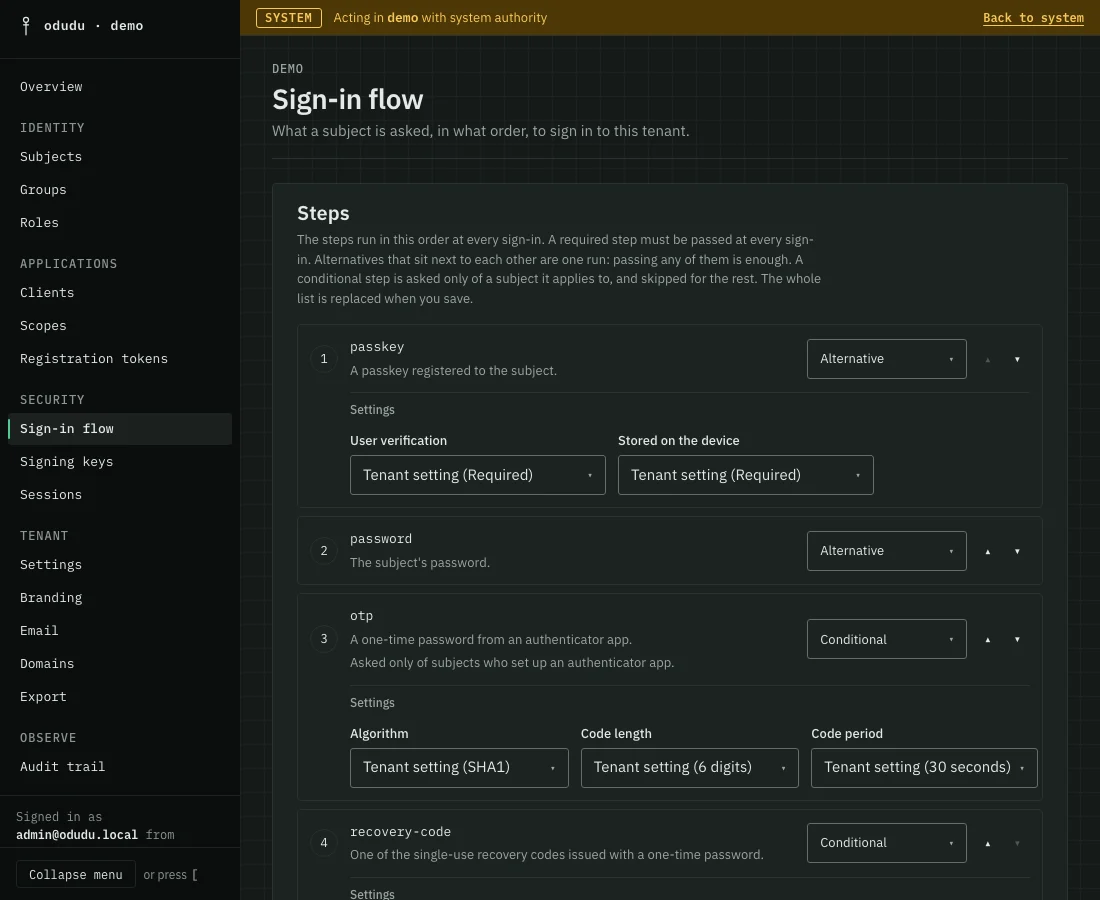 odudu · demo
SYSTEM Acting in demo with system authority Back to system
Overview
IDENTITY
Subjects
Groups
Roles
APPLICATIONS
Clients
Scopes
Registration tokens
SECURITY
Sign-in flow
Signing keys
Sessions
TENANT
Settings
Branding
Email
Domains
Export
OBSERVE
Audit trail
Signed in as
admin@odudu.local from
Collapse menu or press [
DEMO
Sign-in flow
What a subject is asked, in what order, to sign in to this tenant.
Steps
The steps run in this order at every sign-in. A required step must be passed at every sign-
in. Alternatives that sit next to each other are one run: passing any of them is enough. A
conditional step is asked only of a subject it applies to, and skipped for the rest. The whole
list is replaced when you save.
1 passkey Alternative
A passkey registered to the subject.
Settings
User verification Stored on the device
Tenant setting (Required) Tenant setting (Required)
2 password Alternative
The subject's password.
3 otp Conditional
A one-time password from an authenticator app.
Asked only of subjects who set up an authenticator app.
Settings
Algorithm Code length Code period
Tenant setting (SHA1) Tenant setting (6 digits) Tenant setting (30 seconds)
4 recovery-code Conditional
One of the single-use recovery codes issued with a one-time password.
Settings